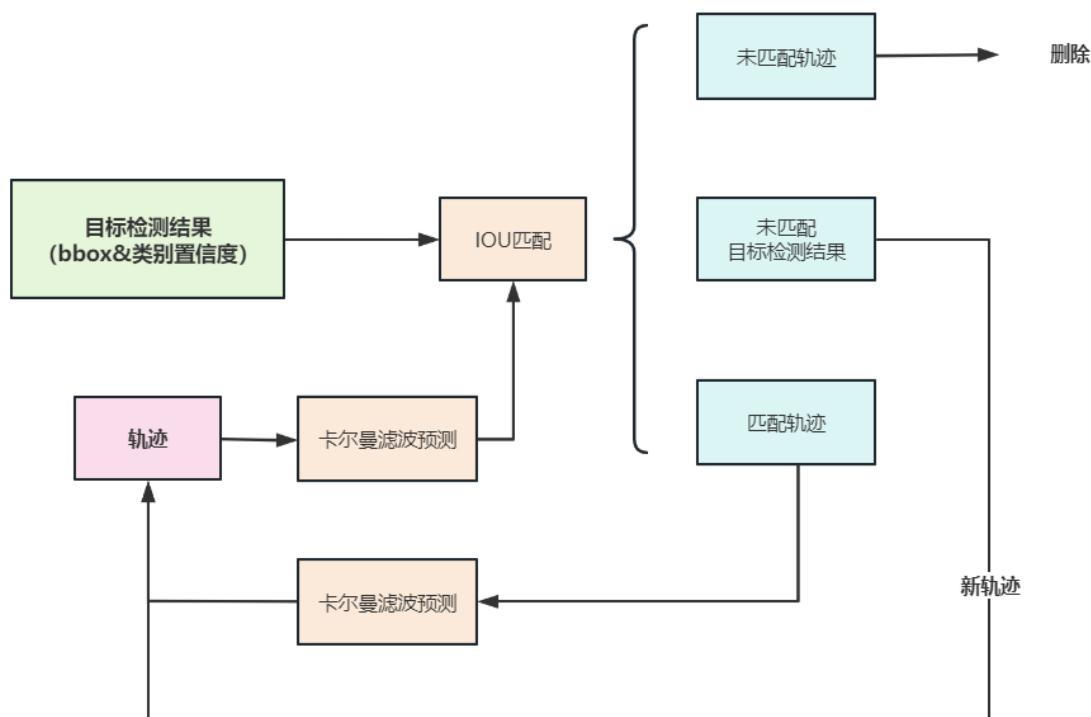 未匹配轨迹
删除
目标检测结果
（bbox&类别置信度）
IOU匹配
未匹配
目标检测结果
轨迹
卡尔曼滤波预测
匹配轨迹
卡尔曼滤波预测
新轨迹